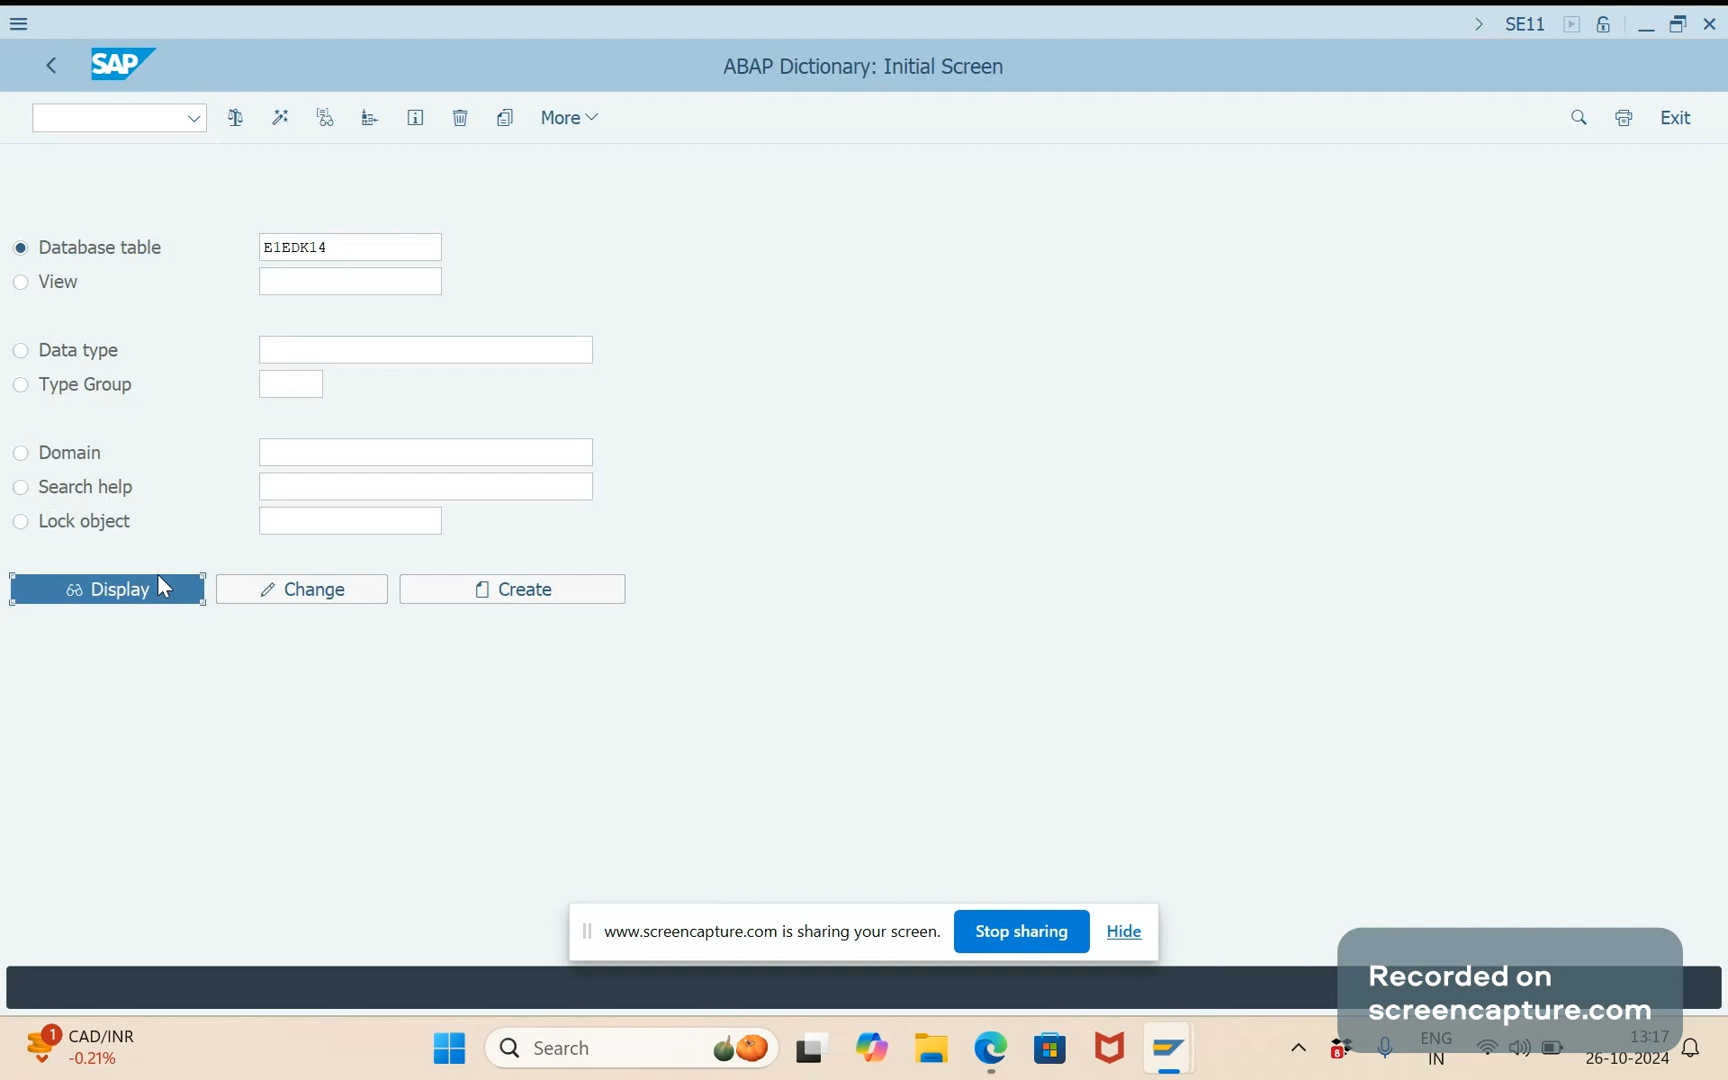 SE11
SAP
ABAP Dictionary: Initial Screen
More
Exit
Database table
E1EDK14
View
Data type
Type Group
Domain
Search help
Lock object
Display
Change
Create
www.screencapture.com is sharing your screen.
Stop sharing
Hide
Recorded on
screencapture.com
1
CAD/INR
-0.21%
Search
8
ENG
IN
13:17
26-10-2024